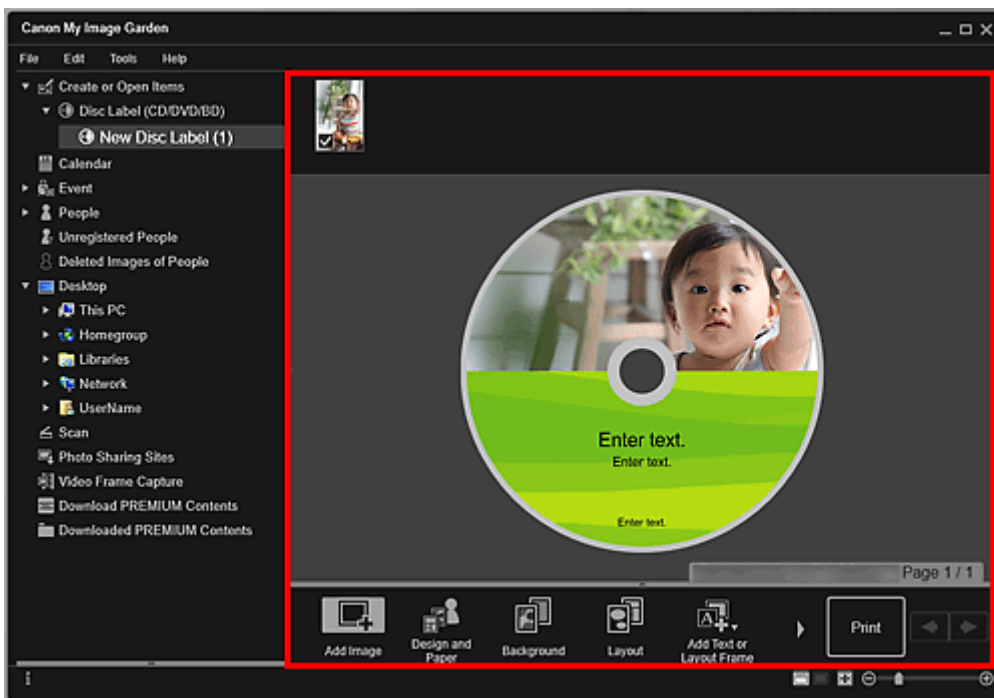 Canon My Image Garden
File Edit Tools Help
Create or Open Items
Disc Label (CD/DVD/BD)
New Disc Label (1)
Calendar
Event
People
Unregistered People
Deleted Images of People
Desktop
This PC
Homegroup
Libraries
Network
UserName
Scan
Photo Sharing Sites
Video Frame Capture
Download PREMIUM Contents
Downloaded PREMIUM Contents
Enter text.
Enter text.
Enter text.
Page 1 / 1
Add Image
Design and
Paper
Background
Layout
Add Text or
Layout Frame
Print